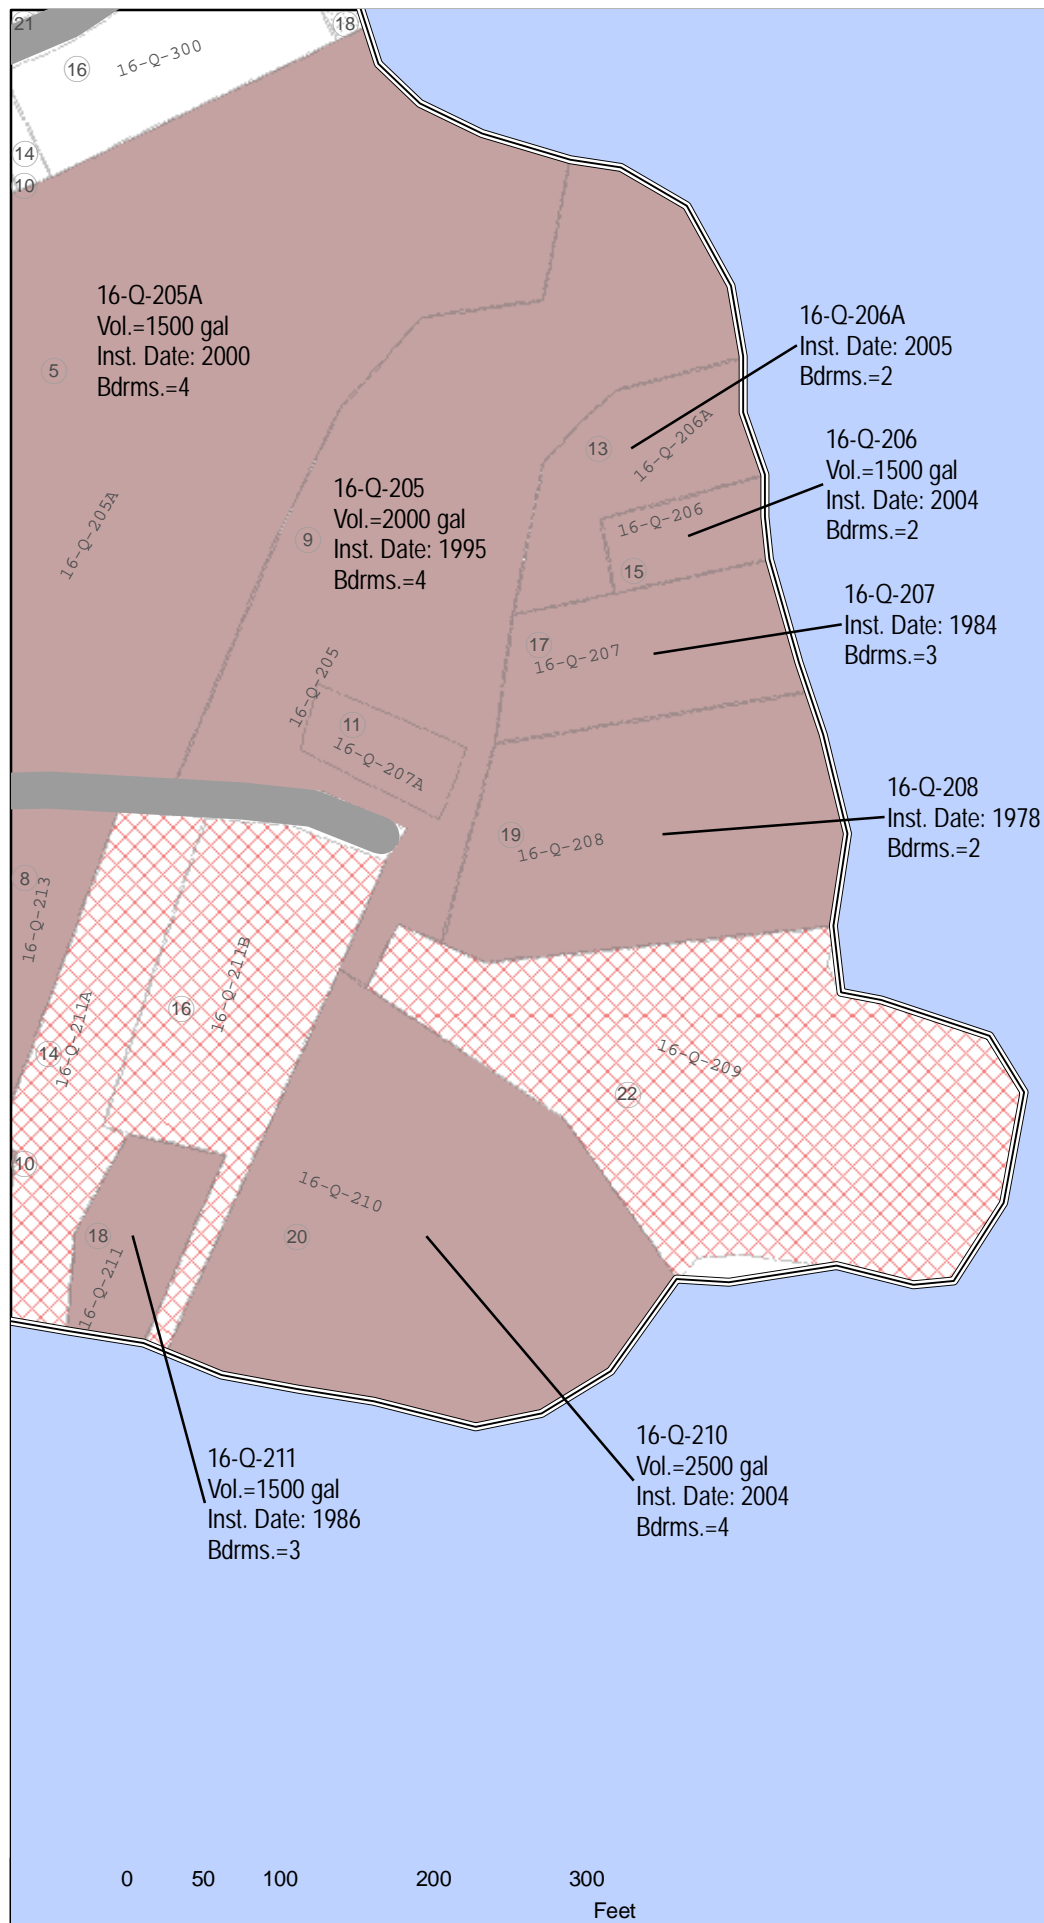 21
18
16
16-Q-300
14
10
16-Q-205A
Vol.=1500 gal
Inst. Date: 2000
Bdrms.=4
5
16-Q-205A
16-Q-206A
Inst. Date: 2005
Bdrms.=2
13
16-Q-206A
16-Q-206
Vol.=1500 gal
Inst. Date: 2004
Bdrms.=2
16-Q-206
15
16-Q-205
Vol.=2000 gal
Inst. Date: 1995
Bdrms.=4
9
16-Q-205
16-Q-207
Inst. Date: 1984
Bdrms.=3
17
16-Q-207
11
16-Q-207A
16-Q-208
Inst. Date: 1978
Bdrms.=2
19
16-Q-208
8
16-Q-213
16-Q-211B
16
14
16-Q-211A
16-Q-209
22
10
16-Q-210
20
18
16-Q-211
16-Q-211
Vol.=1500 gal
Inst. Date: 1986
Bdrms.=3
16-Q-210
Vol.=2500 gal
Inst. Date: 2004
Bdrms.=4
0 50 100 200 300
Feet